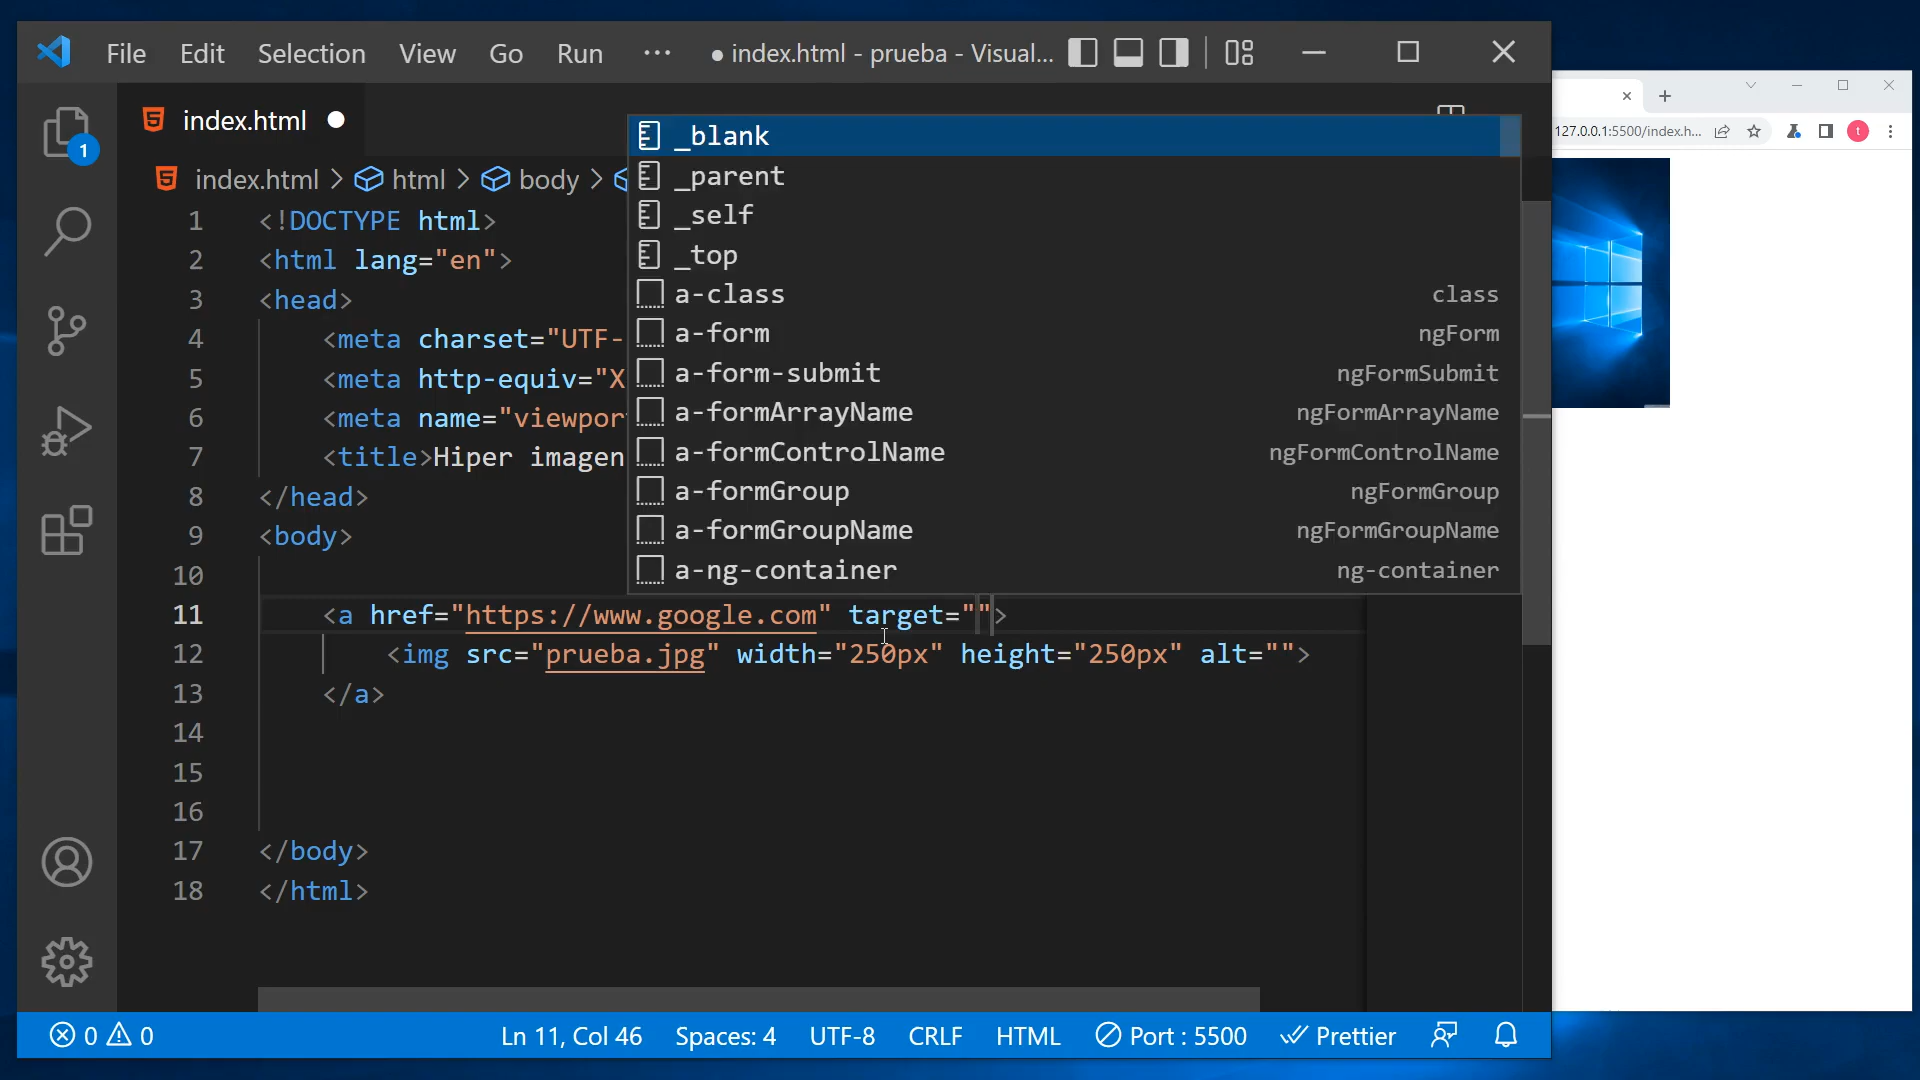 File Edit Selection View Go Run ··· ● index.html - prueba - Visual...
1
index.html
index.html > html > body >
_blank
_parent
_self
_top
a-class class
a-form ngForm
a-form-submit ngFormSubmit
a-formArrayName ngFormArrayName
a-formControlName ngFormControlName
a-formGroup ngFormGroup
a-formGroupName ngFormGroupName
a-ng-container ng-container
1 <!DOCTYPE html>
2 <html lang="en">
3 <head>
4 <meta charset="UTF-
5 <meta http-equiv="X
6 <meta name="viewpor
7 <title>Hiper imagen
8 </head>
9 <body>
10
11 <a href="https://www.google.com" target="">
12 <img src="prueba.jpg" width="250px" height="250px" alt="">
13 </a>
14
15
16
17 </body>
18 </html>
0 0 Ln 11, Col 46 Spaces: 4 UTF-8 CRLF HTML Port : 5500 Prettier
127.0.0.1:5500/index.h... t